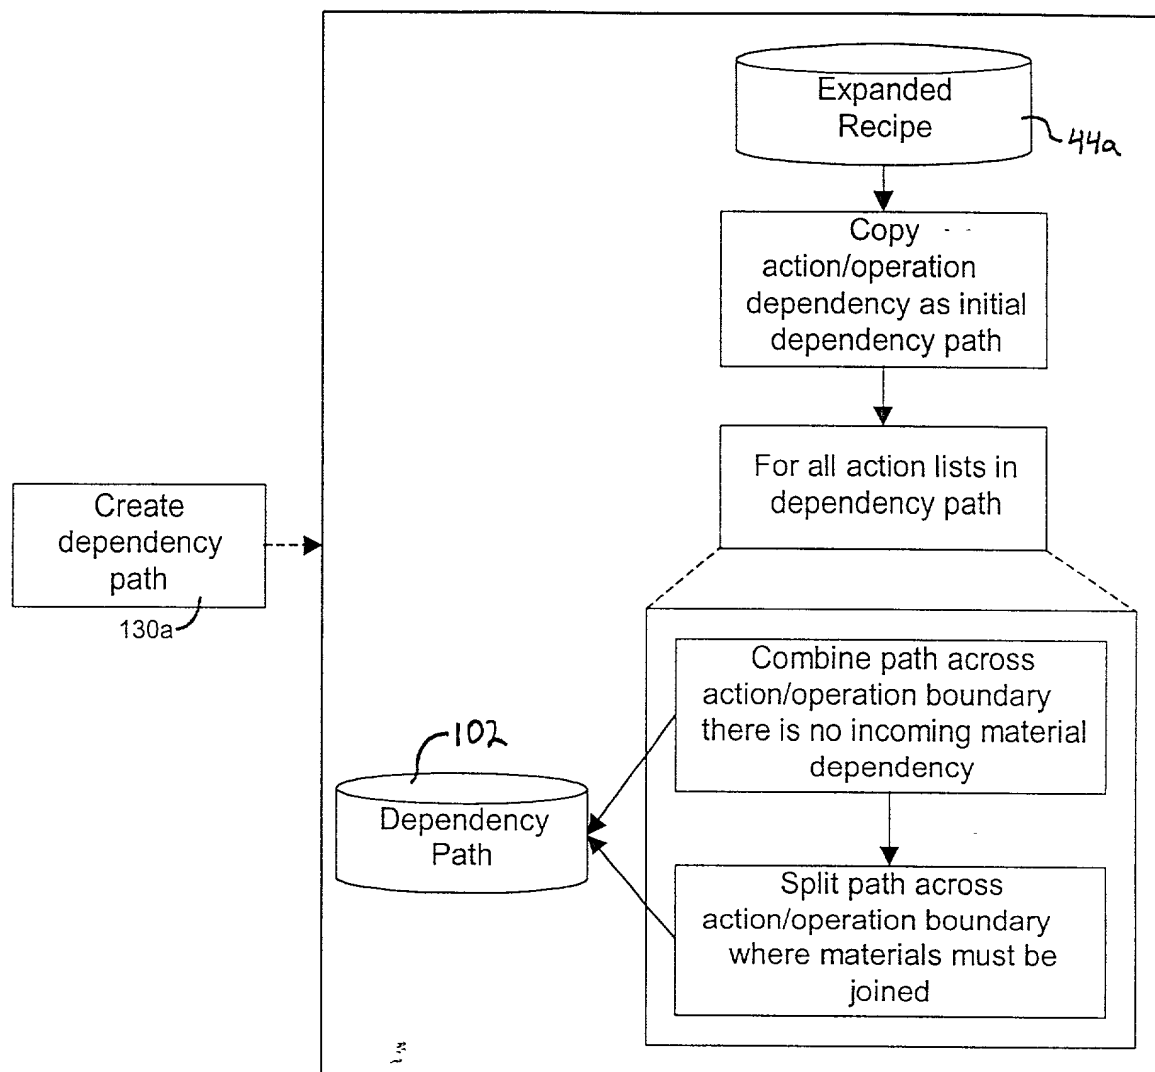 Expanded
Recipe
44a
Copy
action/operation
dependency as initial
dependency path
For all action lists in
dependency path
Create
dependency
path
130a
Combine path across
action/operation boundary
there is no incoming material
dependency
102
Dependency
Path
Split path across
action/operation boundary
where materials must be
joined